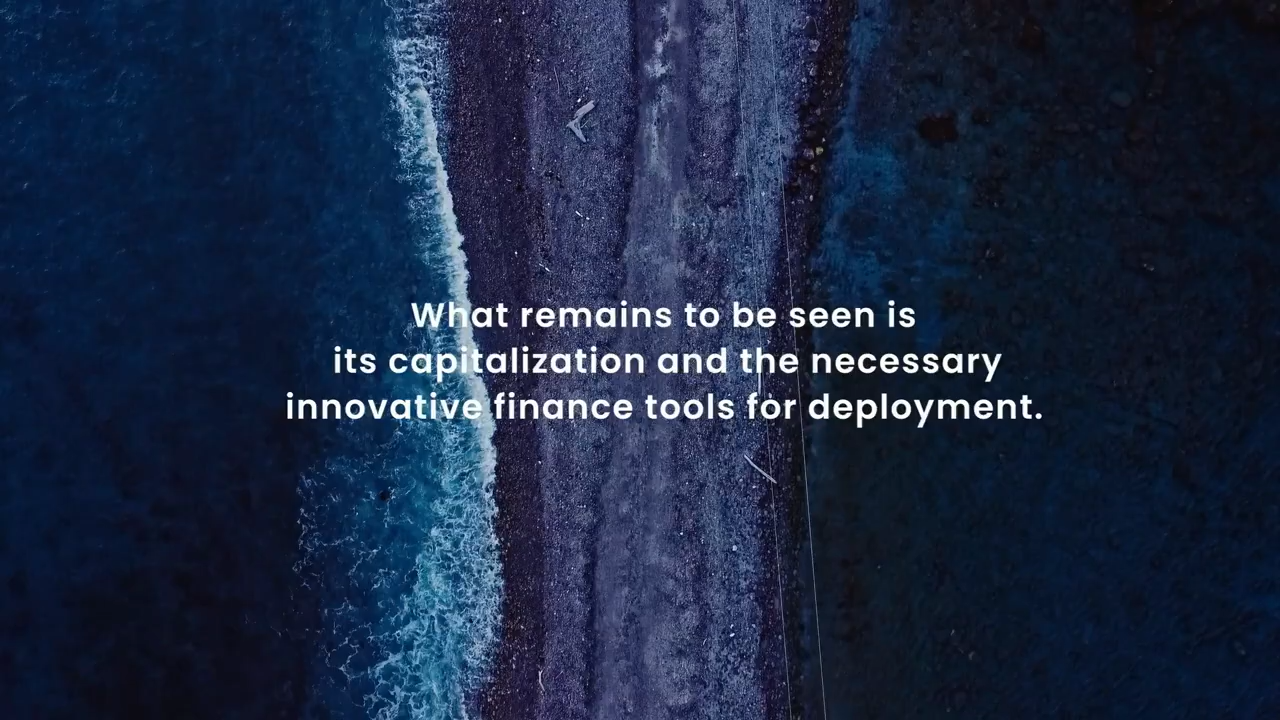 What remains to be seen is
its capitalization and the necessary
innovative finance tools for deployment.